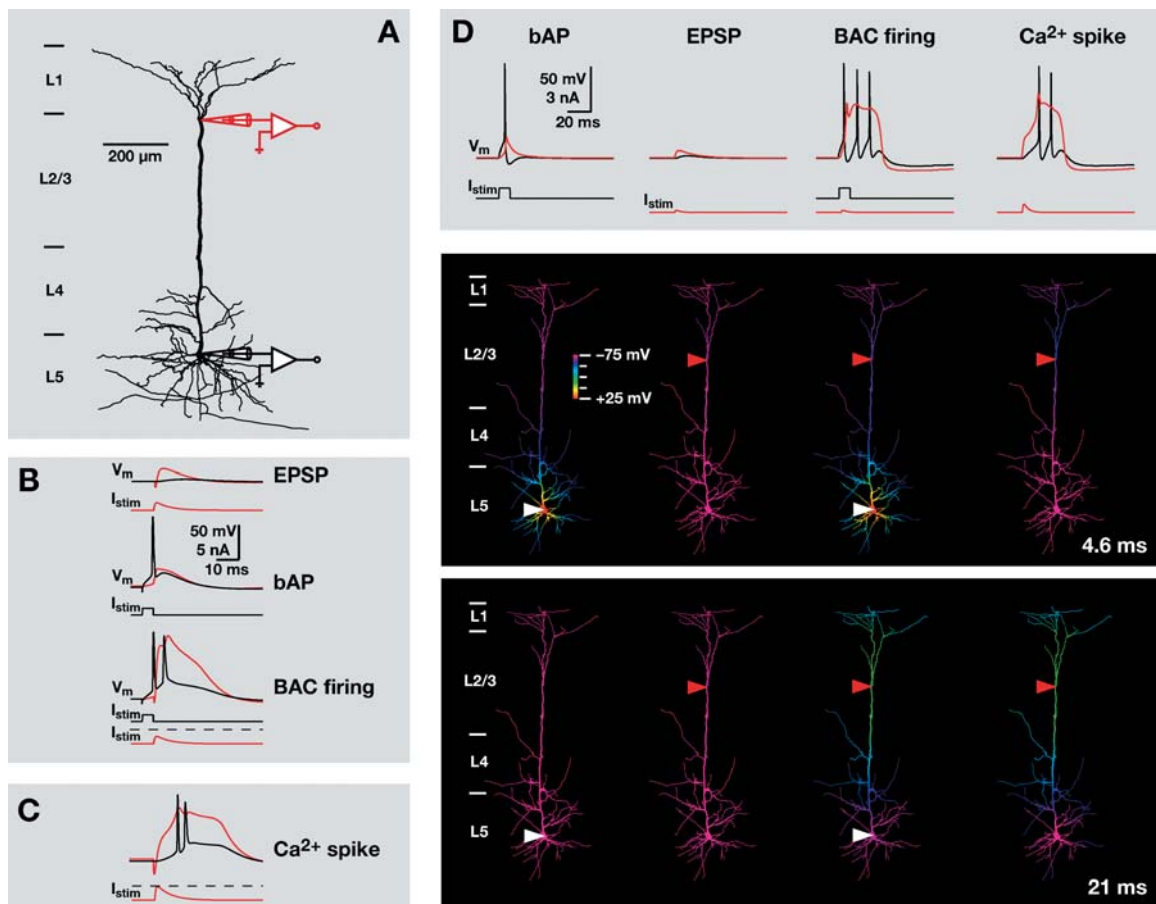 A
L1
200 µm
L2/3
L4
L5
B
Vm
EPSP
Istim
50 mV
5 nA
10 ms
Vm
bAP
Istim
Vm
BAC firing
Istim
Istim
C
Ca2+ spike
Istim
D
bAP
EPSP
BAC firing
Ca2+ spike
50 mV
3 nA
20 ms
Vm
Istim
Istim
L1
L2/3
−75 mV
+25 mV
L4
L5
4.6 ms
L1
L2/3
L4
L5
21 ms